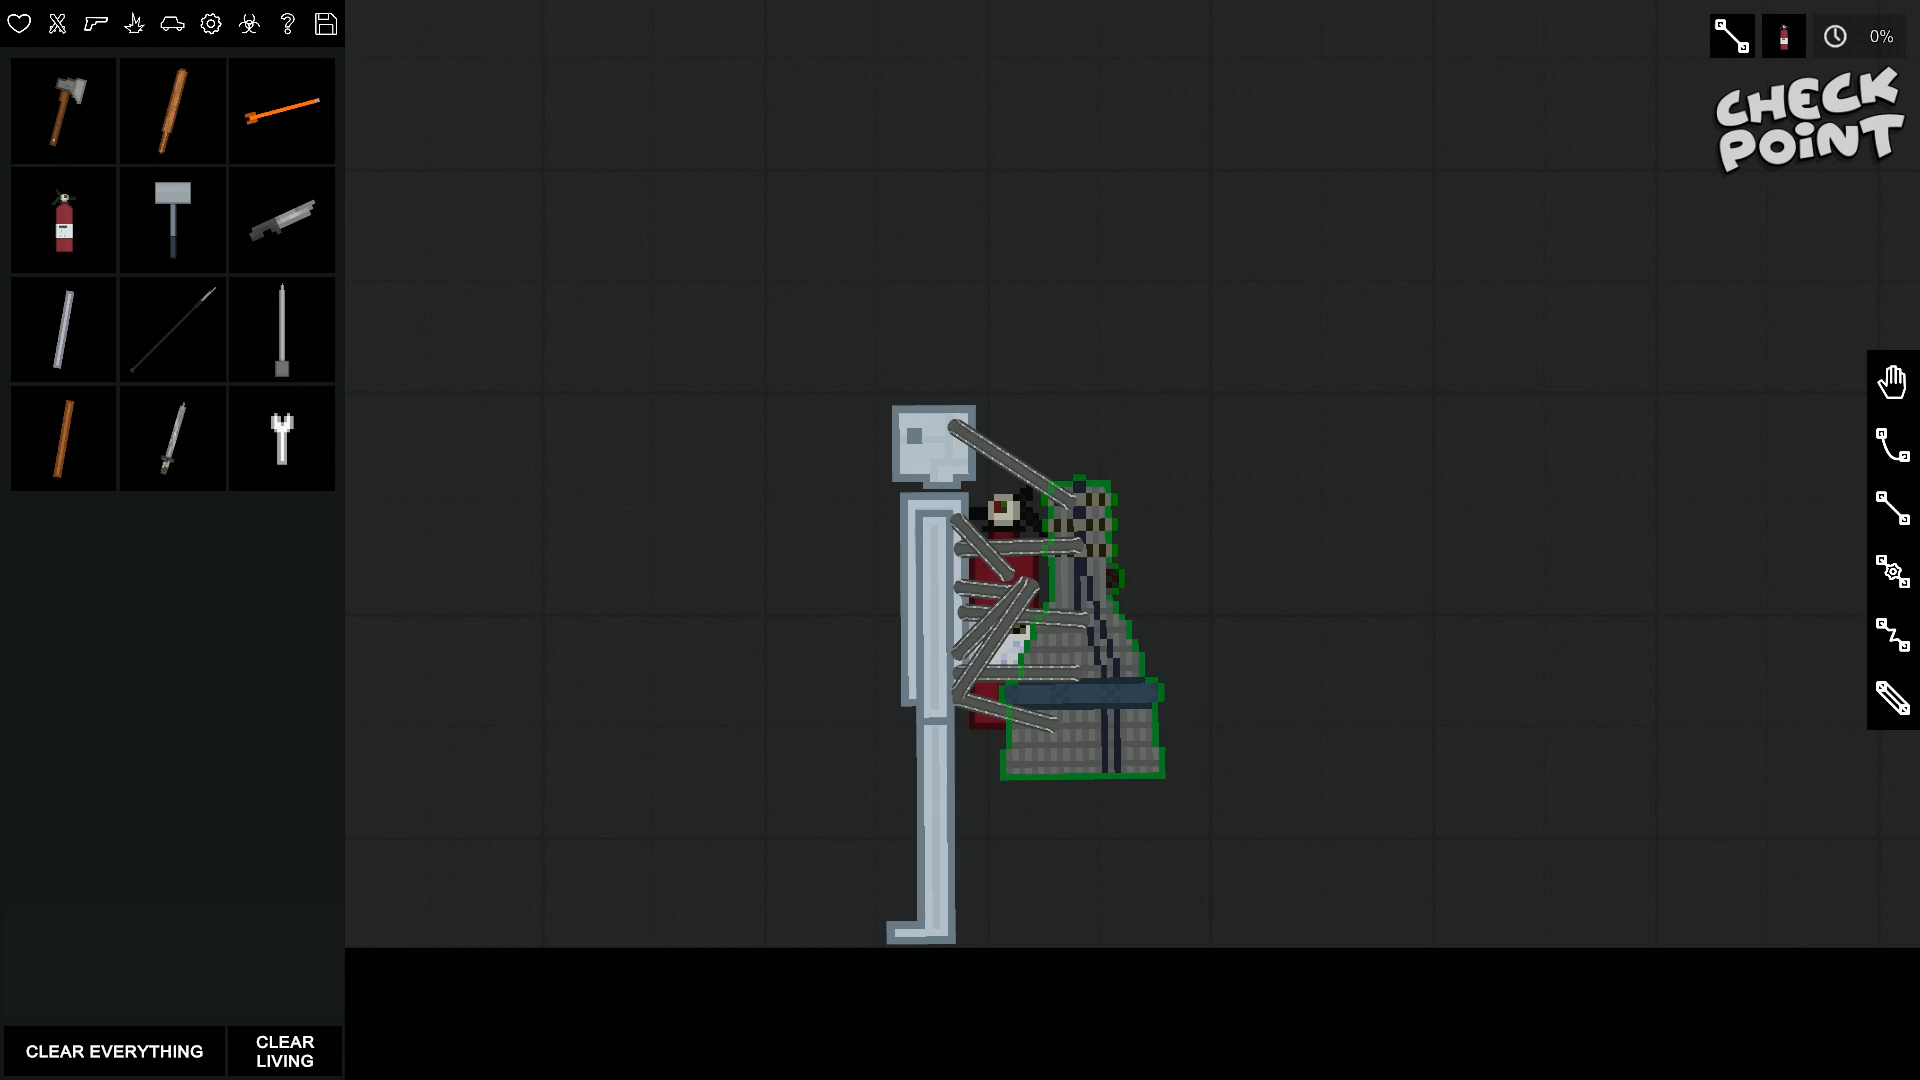 0%
CHECK
POINT
CLEAR EVERYTHING
CLEAR
LIVING